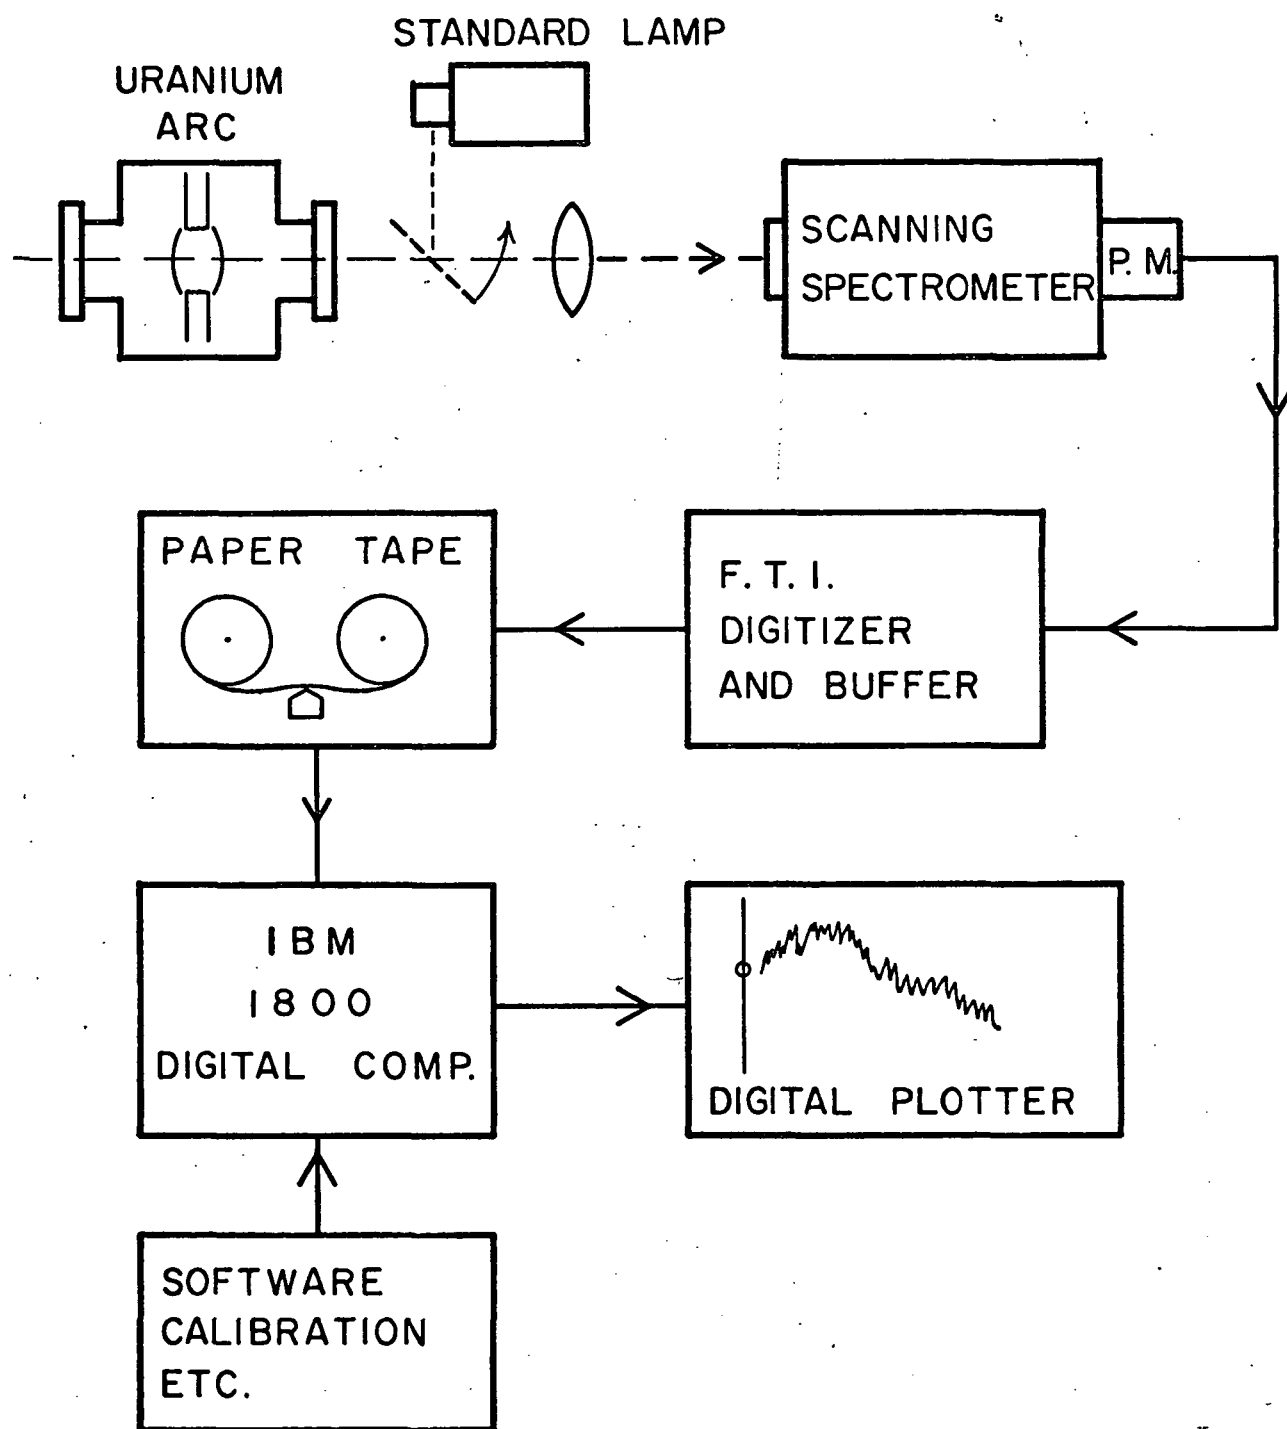 STANDARD LAMP
URANIUM
ARC
SCANNING
SPECTROMETER
P. M.
PAPER TAPE
F. T. I.
DIGITIZER
AND BUFFER
IBM
1800
DIGITAL COMP.
DIGITAL PLOTTER
SOFTWARE
CALIBRATION
ETC.